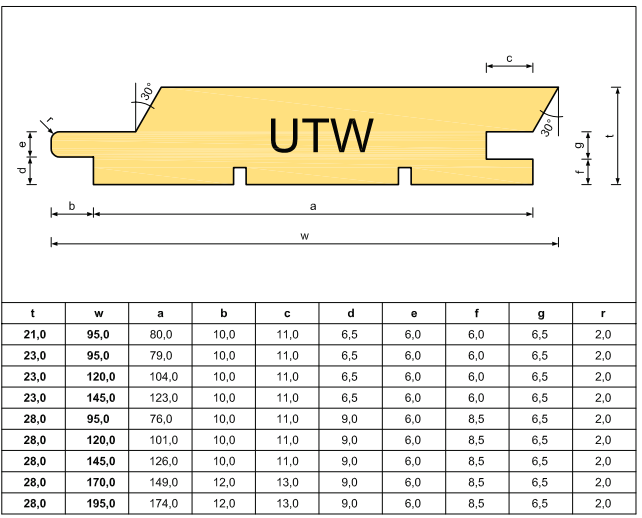 c
30°
r
UTW
30°
t
e
g
d
f
b
a
w
t w a b c d e f g r
21,0 95,0 80,0 10,0 11,0 6,5 6,0 6,0 6,5 2,0
23,0 95,0 79,0 10,0 11,0 6,5 6,0 6,0 6,5 2,0
23,0 120,0 104,0 10,0 11,0 6,5 6,0 6,0 6,5 2,0
23,0 145,0 123,0 10,0 11,0 6,5 6,0 6,0 6,5 2,0
28,0 95,0 76,0 10,0 11,0 9,0 6,0 8,5 6,5 2,0
28,0 120,0 101,0 10,0 11,0 9,0 6,0 8,5 6,5 2,0
28,0 145,0 126,0 10,0 11,0 9,0 6,0 8,5 6,5 2,0
28,0 170,0 149,0 12,0 13,0 9,0 6,0 8,5 6,5 2,0
28,0 195,0 174,0 12,0 13,0 9,0 6,0 8,5 6,5 2,0